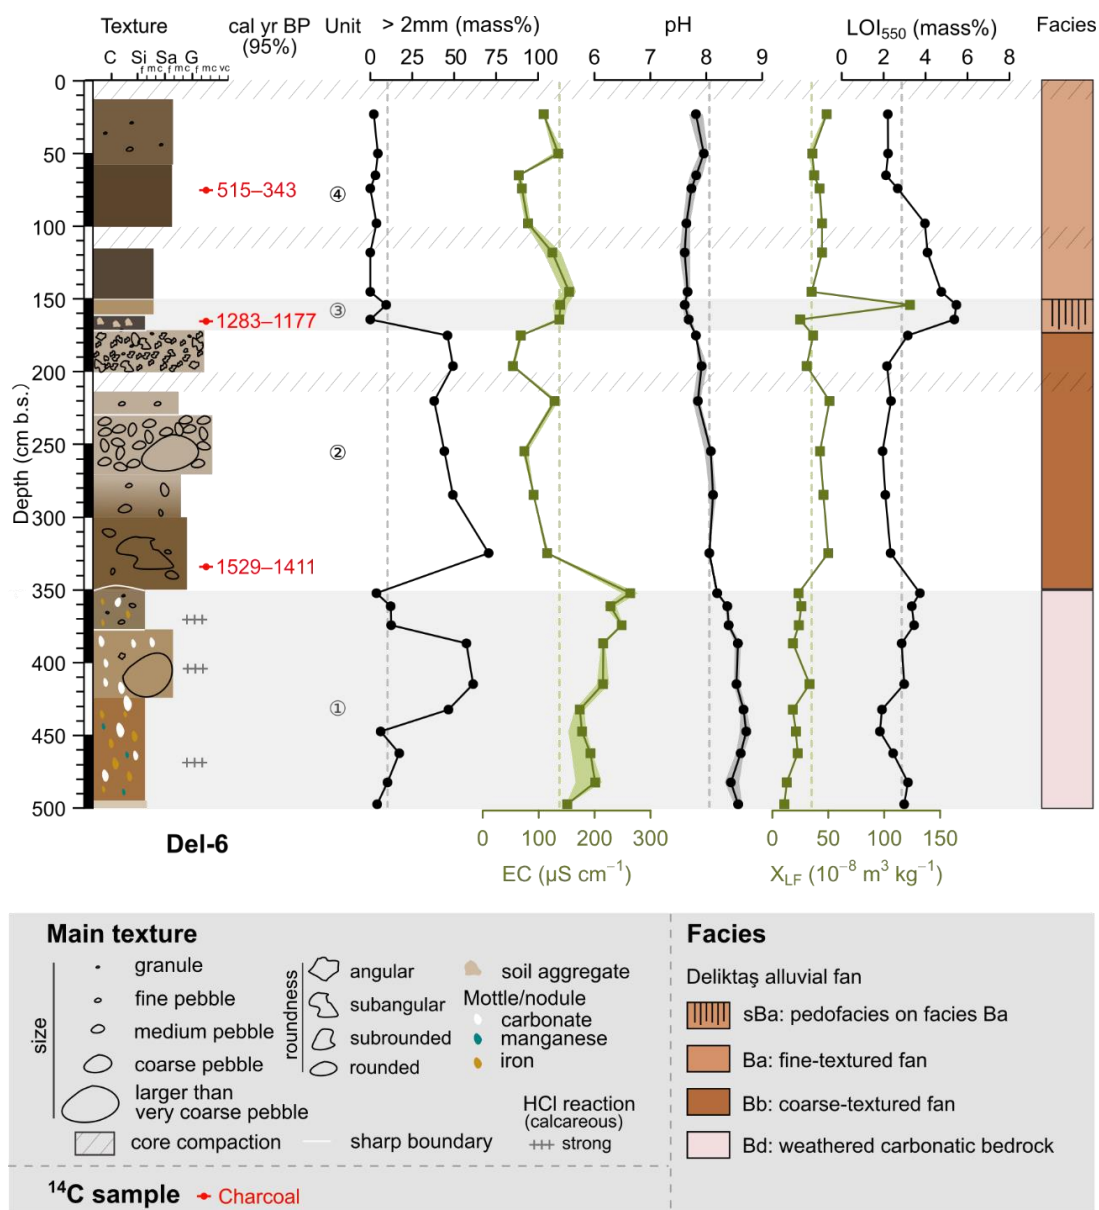 Texture
cal yr BP
(95%)
Unit
> 2mm (mass%)
pH
LOI550 (mass%)
Facies
C Si Sa G
f m c f m c f m c vc
0 25 50 75 100
6 7 8 9
0 2 4 6 8
Depth (cm b.s.)
0
50
100
150
200
250
300
350
400
450
500
515–343
④
③
1283–1177
②
1529–1411
①
Del-6
0 100 200 300
EC (µS cm⁻¹)
0 50 100 150
XLF (10⁻⁸ m³ kg⁻¹)
Main texture
size
granule
fine pebble
medium pebble
coarse pebble
larger than
very coarse pebble
roundness
angular
subangular
subrounded
rounded
soil aggregate
Mottle/nodule
carbonate
manganese
iron
HCl reaction
(calcareous)
strong
core compaction
sharp boundary
¹⁴C sample
Charcoal
Facies
Deliktaş alluvial fan
sBa: pedofacies on facies Ba
Ba: fine-textured fan
Bb: coarse-textured fan
Bd: weathered carbonatic bedrock